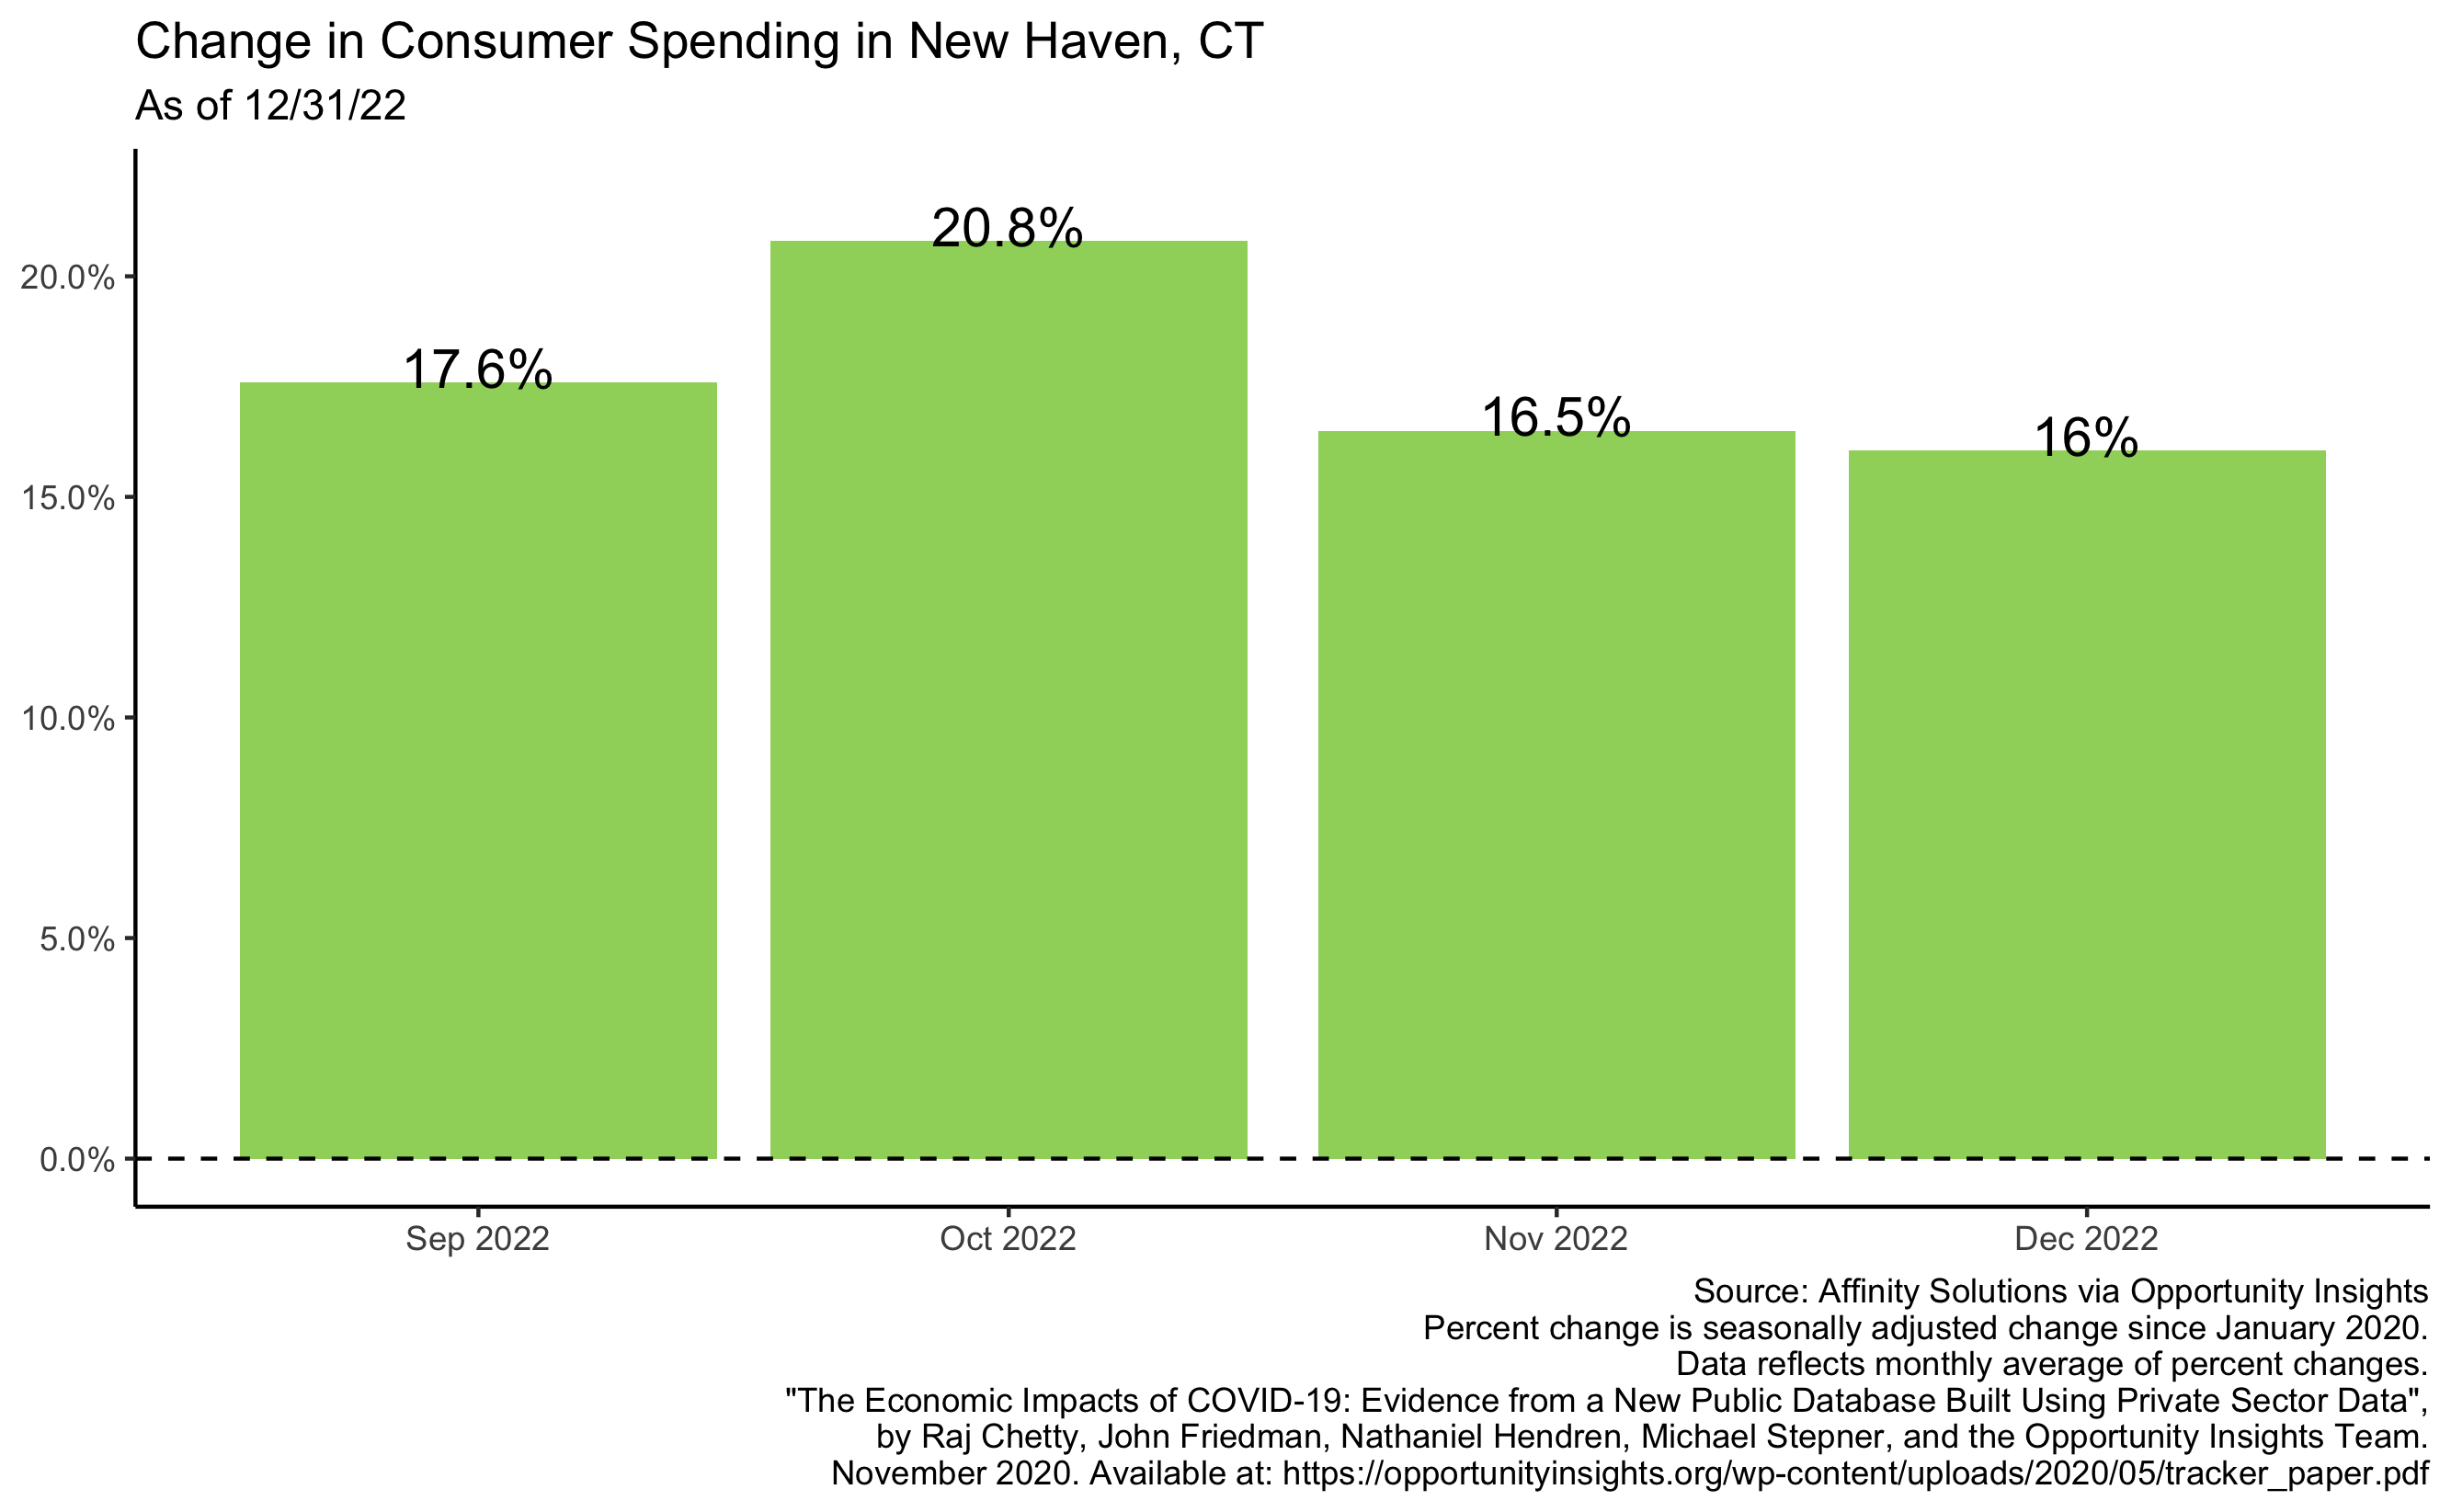 Change in Consumer Spending in New Haven, CT
As of 12/31/22
20.8%
20.0%
17.6%
16.5%
16%
15.0%
10.0%
5.0%
0.0%
Sep 2022 Oct 2022 Nov 2022 Dec 2022
Source: Affinity Solutions via Opportunity Insights
Percent change is seasonally adjusted change since January 2020.
Data reflects monthly average of percent changes.
"The Economic Impacts of COVID-19: Evidence from a New Public Database Built Using Private Sector Data",
by Raj Chetty, John Friedman, Nathaniel Hendren, Michael Stepner, and the Opportunity Insights Team.
November 2020. Available at: https://opportunityinsights.org/wp-content/uploads/2020/05/tracker_paper.pdf